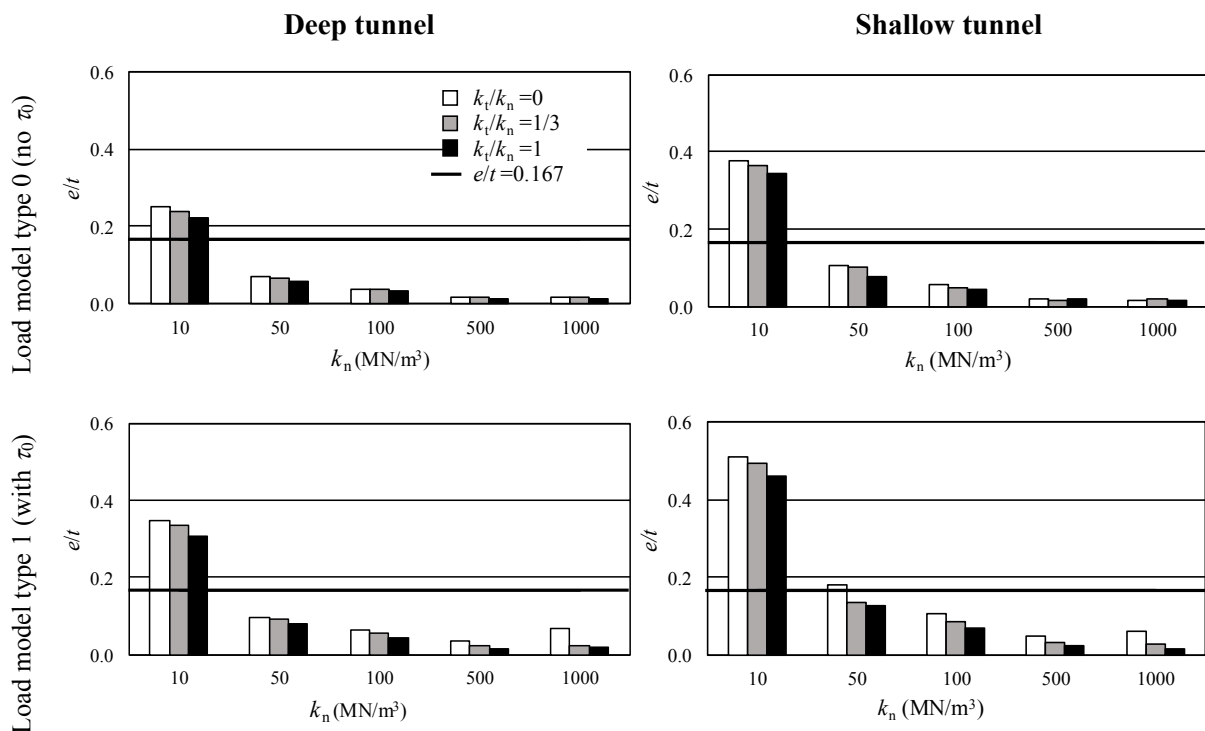 Deep tunnel
Shallow tunnel
Load model type 0 (no τ0)
e/t
0.6
0.4
0.2
0.0
kt/kn =0
kt/kn =1/3
kt/kn =1
e/t =0.167
10 50 100 500 1000
kn (MN/m³)
e/t
0.6
0.4
0.2
0.0
10 50 100 500 1000
kn (MN/m³)
Load model type 1 (with τ0)
e/t
0.6
0.4
0.2
0.0
10 50 100 500 1000
kn (MN/m³)
e/t
0.6
0.4
0.2
0.0
10 50 100 500 1000
kn (MN/m³)